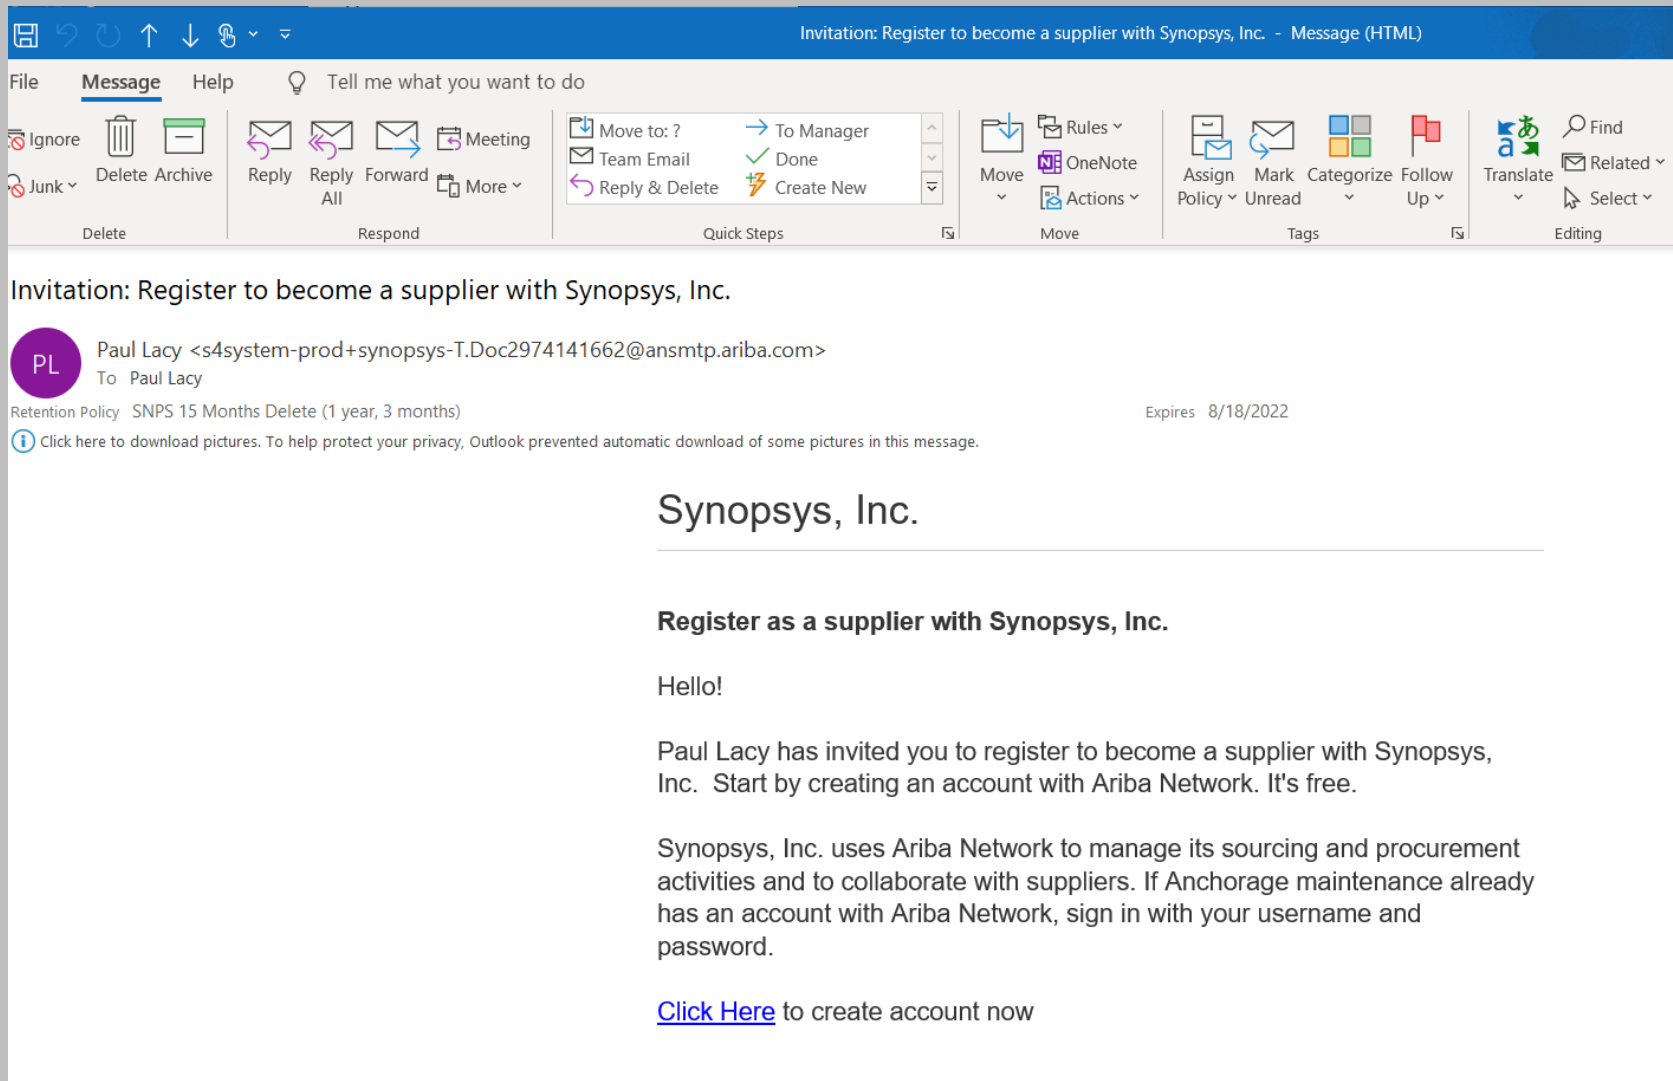 Invitation: Register to become a supplier with Synopsys, Inc. - Message (HTML)
File Message Help Tell me what you want to do
Ignore
Junk
Delete Archive
Delete
Reply Reply All Forward
Meeting
More
Respond
Move to: ? To Manager
Team Email Done
Reply & Delete Create New
Quick Steps
Move
Rules
OneNote
Actions
Move
Assign Policy Mark Unread Categorize Follow Up
Tags
Translate
Find
Related
Select
Editing
Invitation: Register to become a supplier with Synopsys, Inc.
PL
Paul Lacy <s4system-prod+synopsys-T.Doc2974141662@ansmtp.ariba.com>
To Paul Lacy
Retention Policy SNPS 15 Months Delete (1 year, 3 months) Expires 8/18/2022
Click here to download pictures. To help protect your privacy, Outlook prevented automatic download of some pictures in this message.
Synopsys, Inc.
Register as a supplier with Synopsys, Inc.
Hello!
Paul Lacy has invited you to register to become a supplier with Synopsys,
Inc. Start by creating an account with Ariba Network. It's free.
Synopsys, Inc. uses Ariba Network to manage its sourcing and procurement
activities and to collaborate with suppliers. If Anchorage maintenance already
has an account with Ariba Network, sign in with your username and
password.
Click Here to create account now